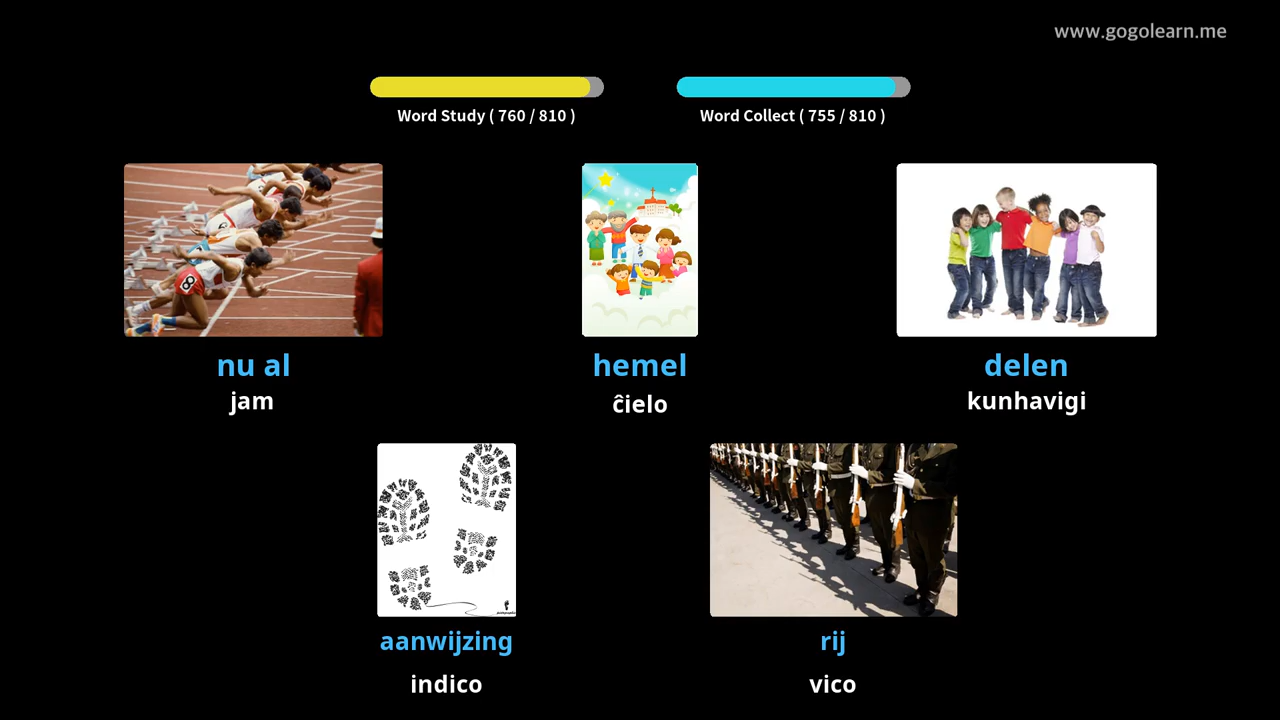 www.gogolearn.me
Word Study ( 760 / 810 )
Word Collect ( 755 / 810 )
nu al
jam
hemel
ĉielo
delen
kunhavigi
aanwijzing
indico
rij
vico